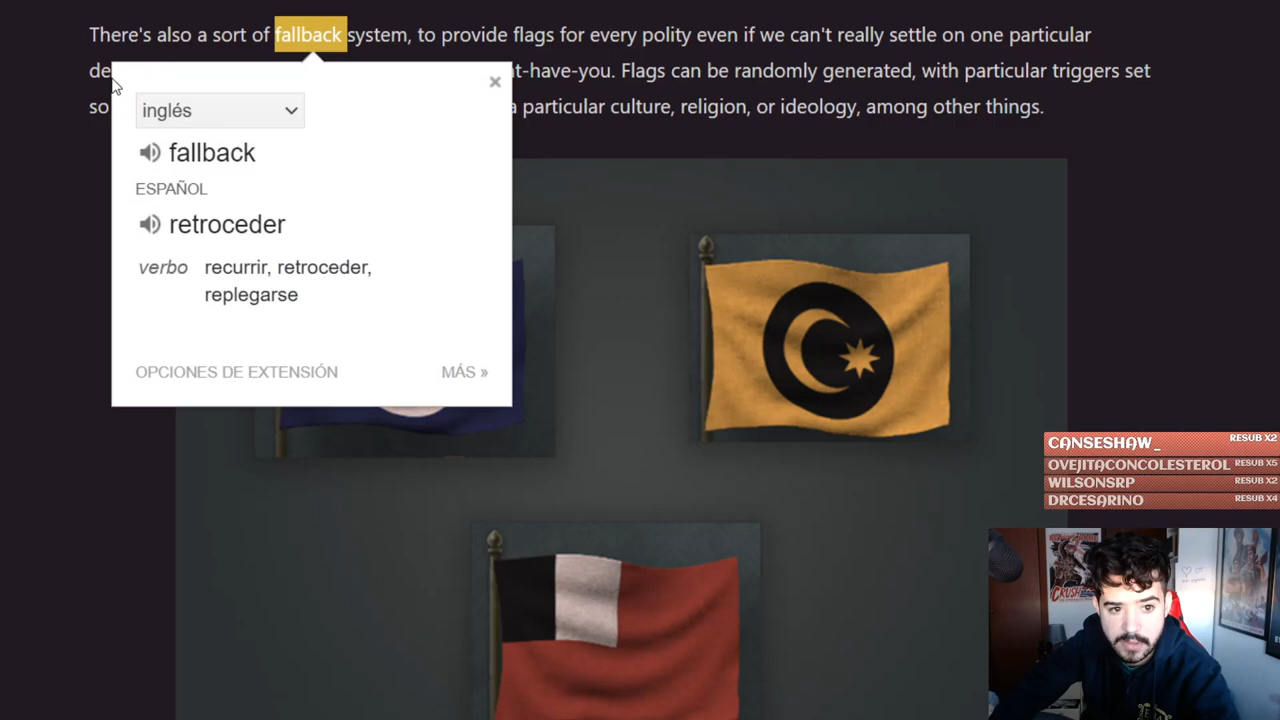 There's also a sort of fallback system, to provide flags for every polity even if we can't really settle on one particular
de t-have-you. Flags can be randomly generated, with particular triggers set
so a particular culture, religion, or ideology, among other things.
inglés
fallback
ESPAÑOL
retroceder
verbo recurrir, retroceder,
replegarse
OPCIONES DE EXTENSIÓN MÁS »
CANSESHAW_ RESUB X2
OVEJITACONCOLESTEROL RESUB X5
WILSONSRP RESUB X2
DRCESARINO RESUB X4
CRUSH